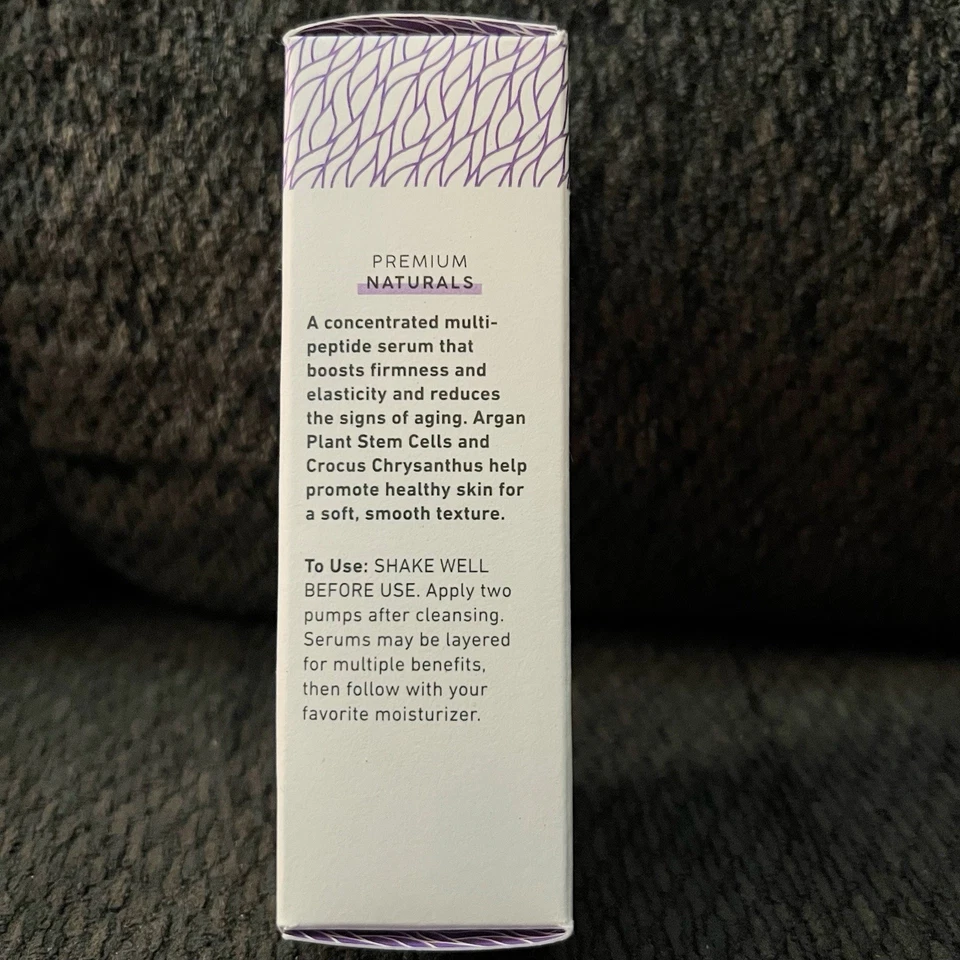 PREMIUM
NATURALS
A concentrated multi-
peptide serum that
boosts firmness and
elasticity and reduces
the signs of aging. Argan
Plant Stem Cells and
Crocus Chrysanthus help
promote healthy skin for
a soft, smooth texture.
To Use: SHAKE WELL
BEFORE USE. Apply two
pumps after cleansing.
Serums may be layered
for multiple benefits,
then follow with your
favorite moisturizer.